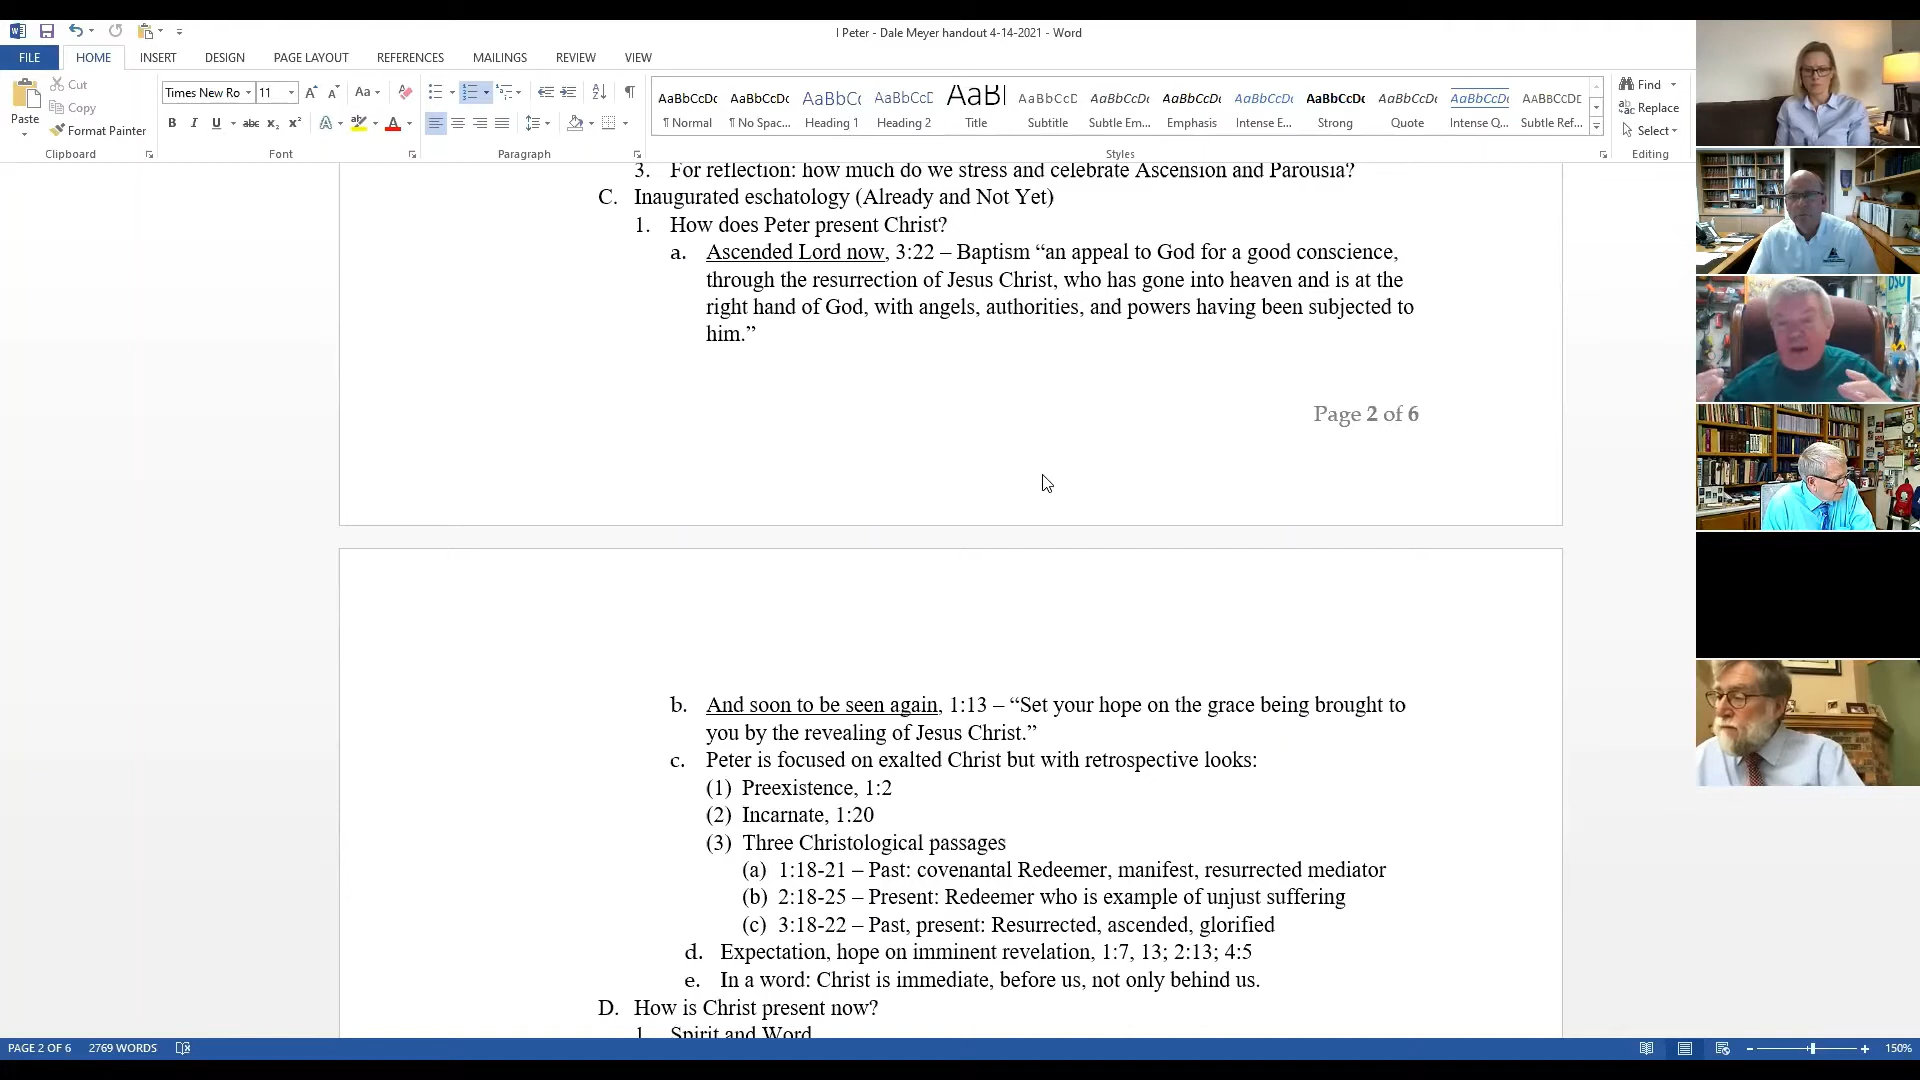 I Peter - Dale Meyer handout 4-14-2021 - Word
FILE HOME INSERT DESIGN PAGE LAYOUT REFERENCES MAILINGS REVIEW VIEW
Paste
Cut
Copy
Format Painter
Clipboard
Times New Ro 11
Font
Paragraph
AaBbCcDc AaBbCcDc AaBbCc AaBbCcD AaB AaBbCcD AaBbCcDc AaBbCcDc AaBbCcDc AaBbCcDc AaBbCcDc AaBbCcDc AaBbCcDc
¶ Normal ¶ No Spac... Heading 1 Heading 2 Title Subtitle Subtle Em... Emphasis Intense E... Strong Quote Intense Q... Subtle Ref...
Styles
Find
Replace
Select
Editing
3. For reflection: how much do we stress and celebrate Ascension and Parousia?
C. Inaugurated eschatology (Already and Not Yet)
1. How does Peter present Christ?
a. Ascended Lord now, 3:22 – Baptism “an appeal to God for a good conscience,
through the resurrection of Jesus Christ, who has gone into heaven and is at the
right hand of God, with angels, authorities, and powers having been subjected to
him.”
Page 2 of 6
b. And soon to be seen again, 1:13 – “Set your hope on the grace being brought to
you by the revealing of Jesus Christ.”
c. Peter is focused on exalted Christ but with retrospective looks:
(1) Preexistence, 1:2
(2) Incarnate, 1:20
(3) Three Christological passages
(a) 1:18-21 – Past: covenantal Redeemer, manifest, resurrected mediator
(b) 2:18-25 – Present: Redeemer who is example of unjust suffering
(c) 3:18-22 – Past, present: Resurrected, ascended, glorified
d. Expectation, hope on imminent revelation, 1:7, 13; 2:13; 4:5
e. In a word: Christ is immediate, before us, not only behind us.
D. How is Christ present now?
1. Spirit and Word
PAGE 2 OF 6 2769 WORDS
150%